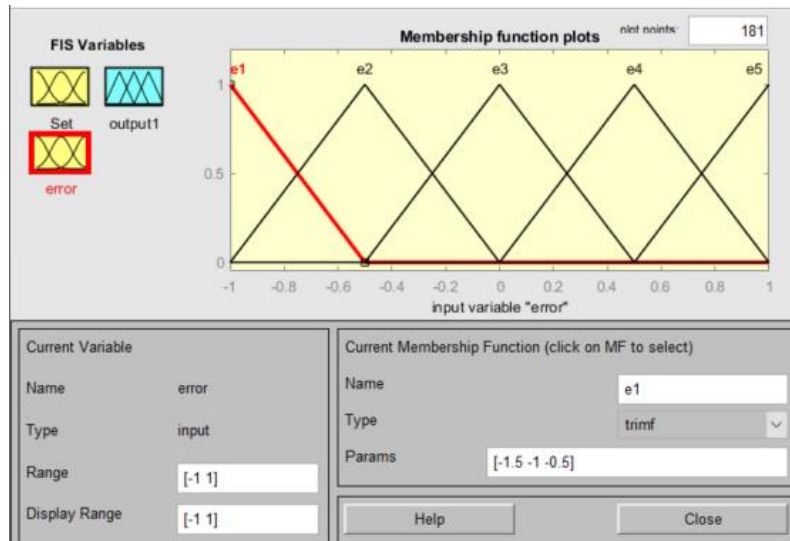 FIS Variables
Set
output1
error
Membership function plots
plot points:
181
e1
e2
e3
e4
e5
1
0.5
0
-1
-0.8
-0.6
-0.4
-0.2
0
0.2
0.4
0.6
0.8
1
input variable "error"
Current Variable
Name
error
Type
input
Range
[-1 1]
Display Range
[-1 1]
Current Membership Function (click on MF to select)
Name
e1
Type
trimf
Params
[-1.5 -1 -0.5]
Help
Close